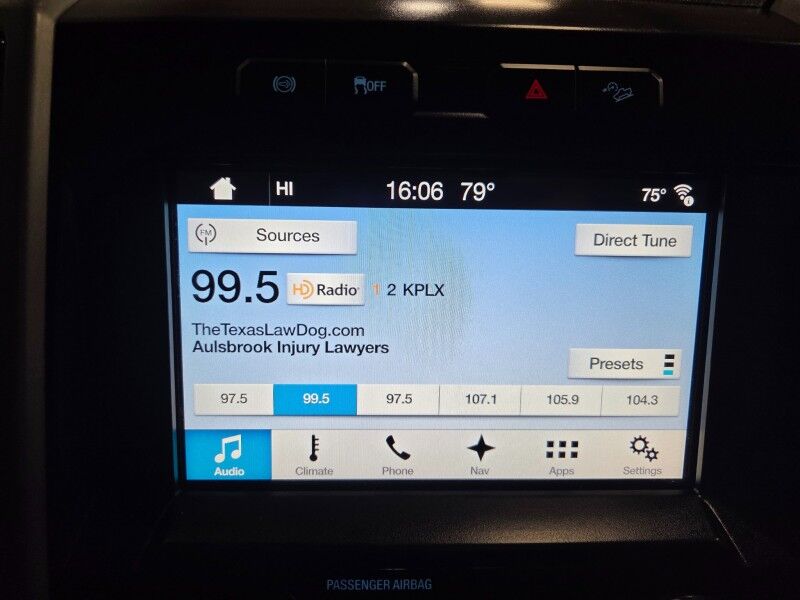 OFF
HI 16:06 79° 75°
FM Sources Direct Tune
99.5 HD Radio 1 2 KPLX
TheTexasLawDog.com
Aulsbrook Injury Lawyers
Presets
97.5 99.5 97.5 107.1 105.9 104.3
Audio Climate Phone Nav Apps Settings
PASSENGER AIRBAG